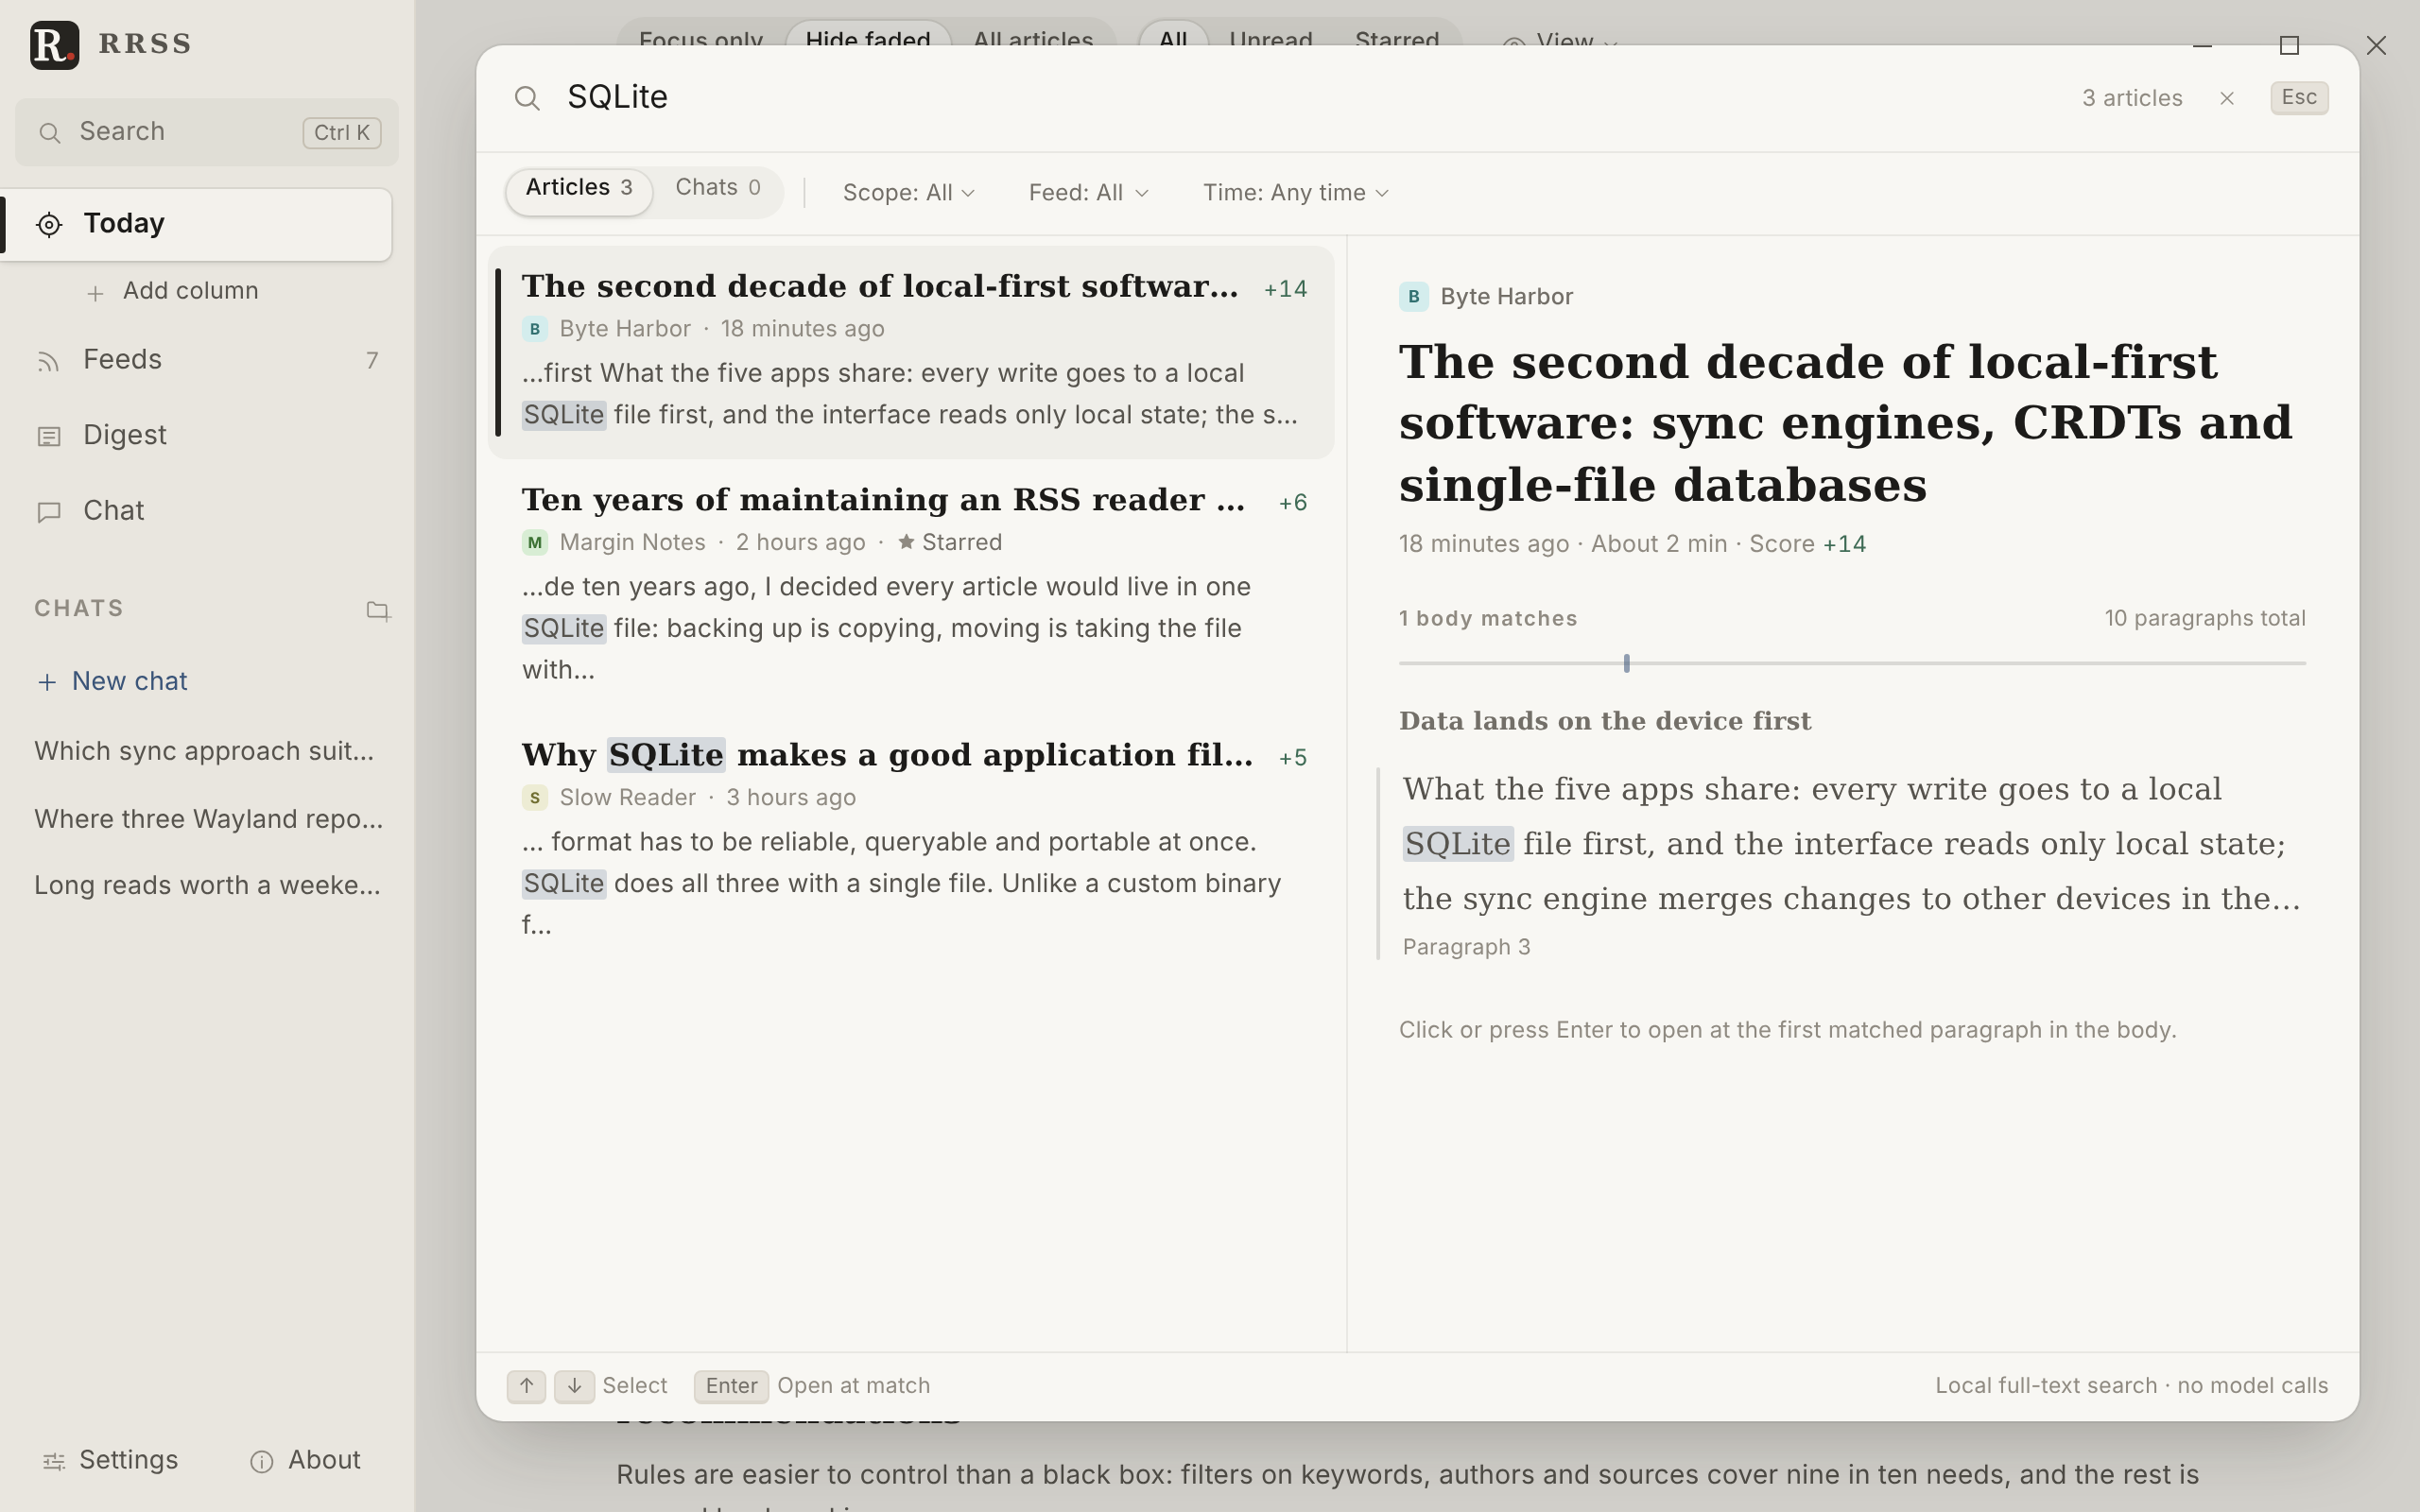 R. RRSS
Search Ctrl K
Today
Add column
Feeds 7
Digest
Chat
CHATS
New chat
Which sync approach suit...
Where three Wayland repo...
Long reads worth a weeke...
Settings About
Focus only Hide faded All articles All Unread Starred View
SQLite 3 articles Esc
Articles 3 Chats 0 Scope: All Feed: All Time: Any time
The second decade of local-first softwar... +14
B Byte Harbor · 18 minutes ago
...first What the five apps share: every write goes to a local
SQLite file first, and the interface reads only local state; the s...
Ten years of maintaining an RSS reader ... +6
M Margin Notes · 2 hours ago · ★ Starred
...de ten years ago, I decided every article would live in one
SQLite file: backing up is copying, moving is taking the file
with...
Why SQLite makes a good application fil... +5
S Slow Reader · 3 hours ago
... format has to be reliable, queryable and portable at once.
SQLite does all three with a single file. Unlike a custom binary
f...
B Byte Harbor
The second decade of local-first
software: sync engines, CRDTs and
single-file databases
18 minutes ago · About 2 min · Score +14
1 body matches 10 paragraphs total
Data lands on the device first
What the five apps share: every write goes to a local
SQLite file first, and the interface reads only local state;
the sync engine merges changes to other devices in the...
Paragraph 3
Click or press Enter to open at the first matched paragraph in the body.
↑ ↓ Select Enter Open at match
Local full-text search · no model calls
Rules are easier to control than a black box: filters on keywords, authors and sources cover nine in ten needs, and the rest is